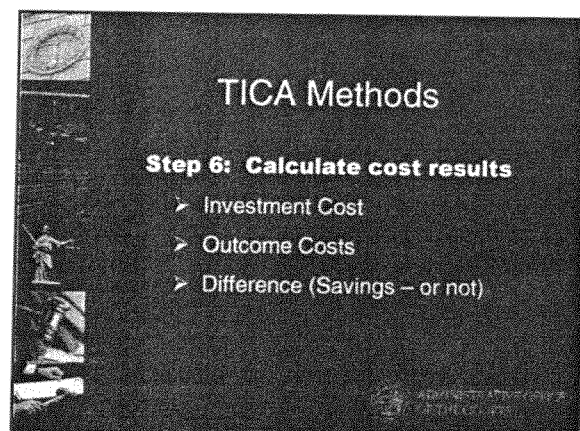 TICA Methods
Step 6: Calculate cost results
➢ Investment Cost
➢ Outcome Costs
➢ Difference (Savings – or not)